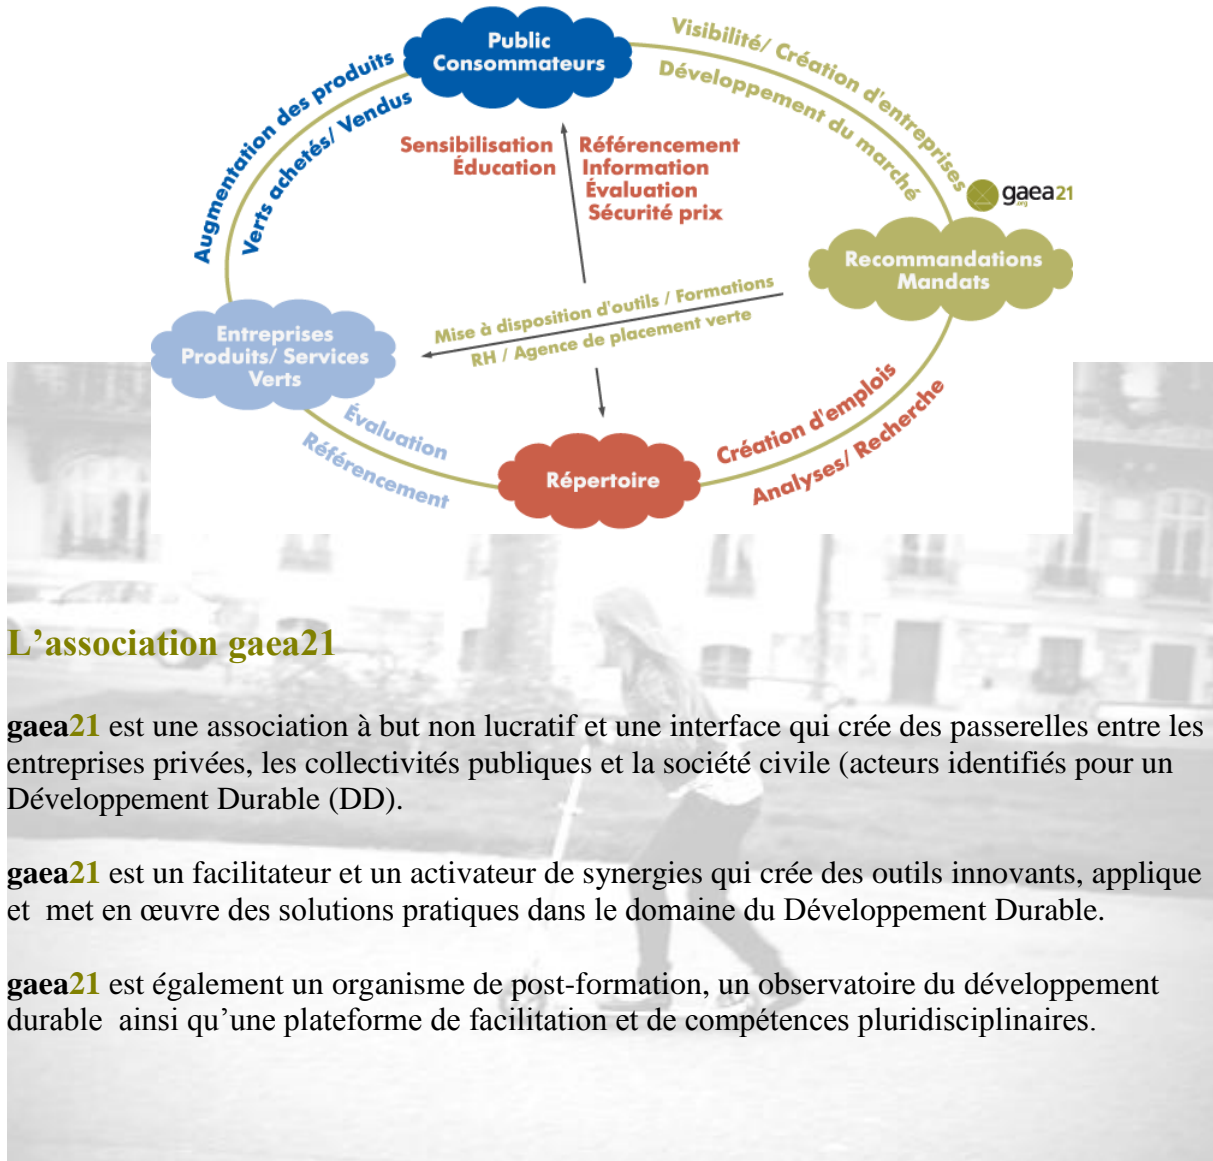 Public
Consommateurs
Visibilité/ Création d'entreprises
Développement du marché
Augmentation des produits
Verts achetés/ Vendus
Sensibilisation
Éducation
Référencement
Information
Évaluation
Sécurité prix
gaea21
.org
Recommandations
Mandats
Mise à disposition d'outils / Formations
RH / Agence de placement verte
Entreprises
Produits/ Services
Verts
Évaluation
Référencement
Répertoire
Création d'emplois
Analyses/ Recherche
L’association gaea21
gaea21 est une association à but non lucratif et une interface qui crée des passerelles entre les
entreprises privées, les collectivités publiques et la société civile (acteurs identifiés pour un
Développement Durable (DD).
gaea21 est un facilitateur et un activateur de synergies qui crée des outils innovants, applique
et  met en œuvre des solutions pratiques dans le domaine du Développement Durable.
gaea21 est également un organisme de post-formation, un observatoire du développement
durable  ainsi qu’une plateforme de facilitation et de compétences pluridisciplinaires.